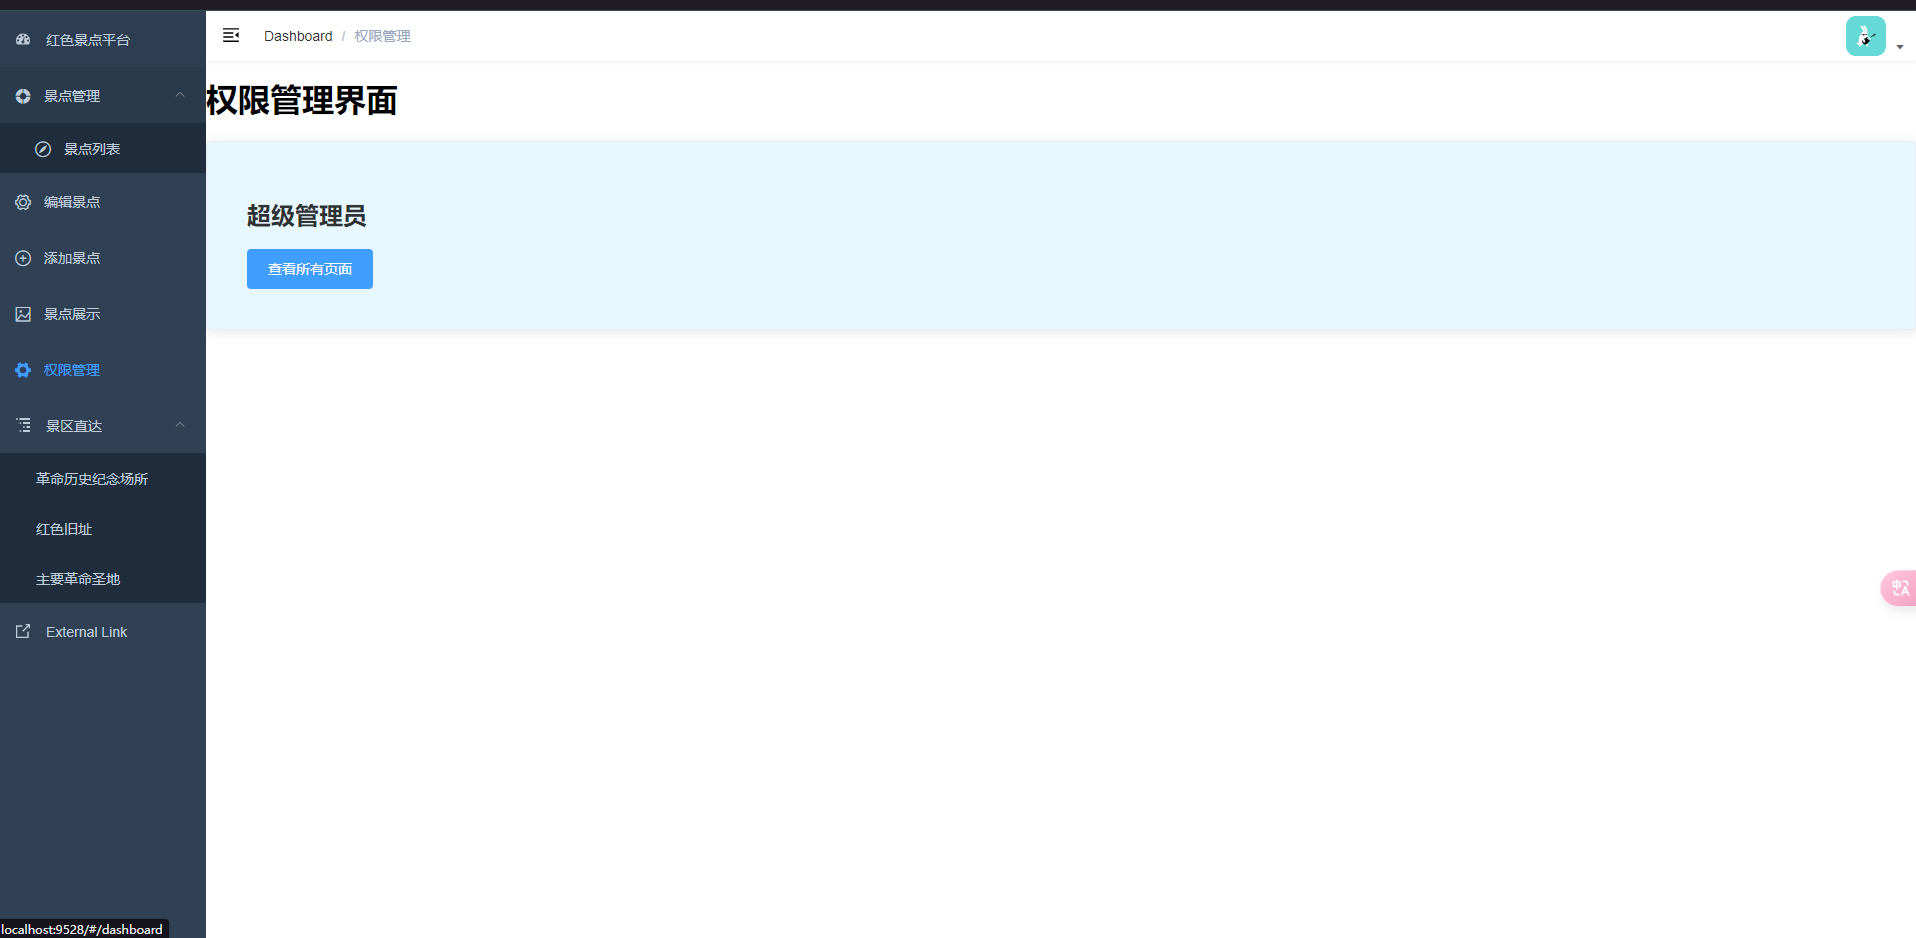 红色景点平台
景点管理
景点列表
编辑景点
添加景点
景点展示
权限管理
景区直达
革命历史纪念场所
红色旧址
主要革命圣地
External Link
localhost:9528/#/dashboard
Dashboard / 权限管理
权限管理界面
超级管理员
查看所有页面
中A